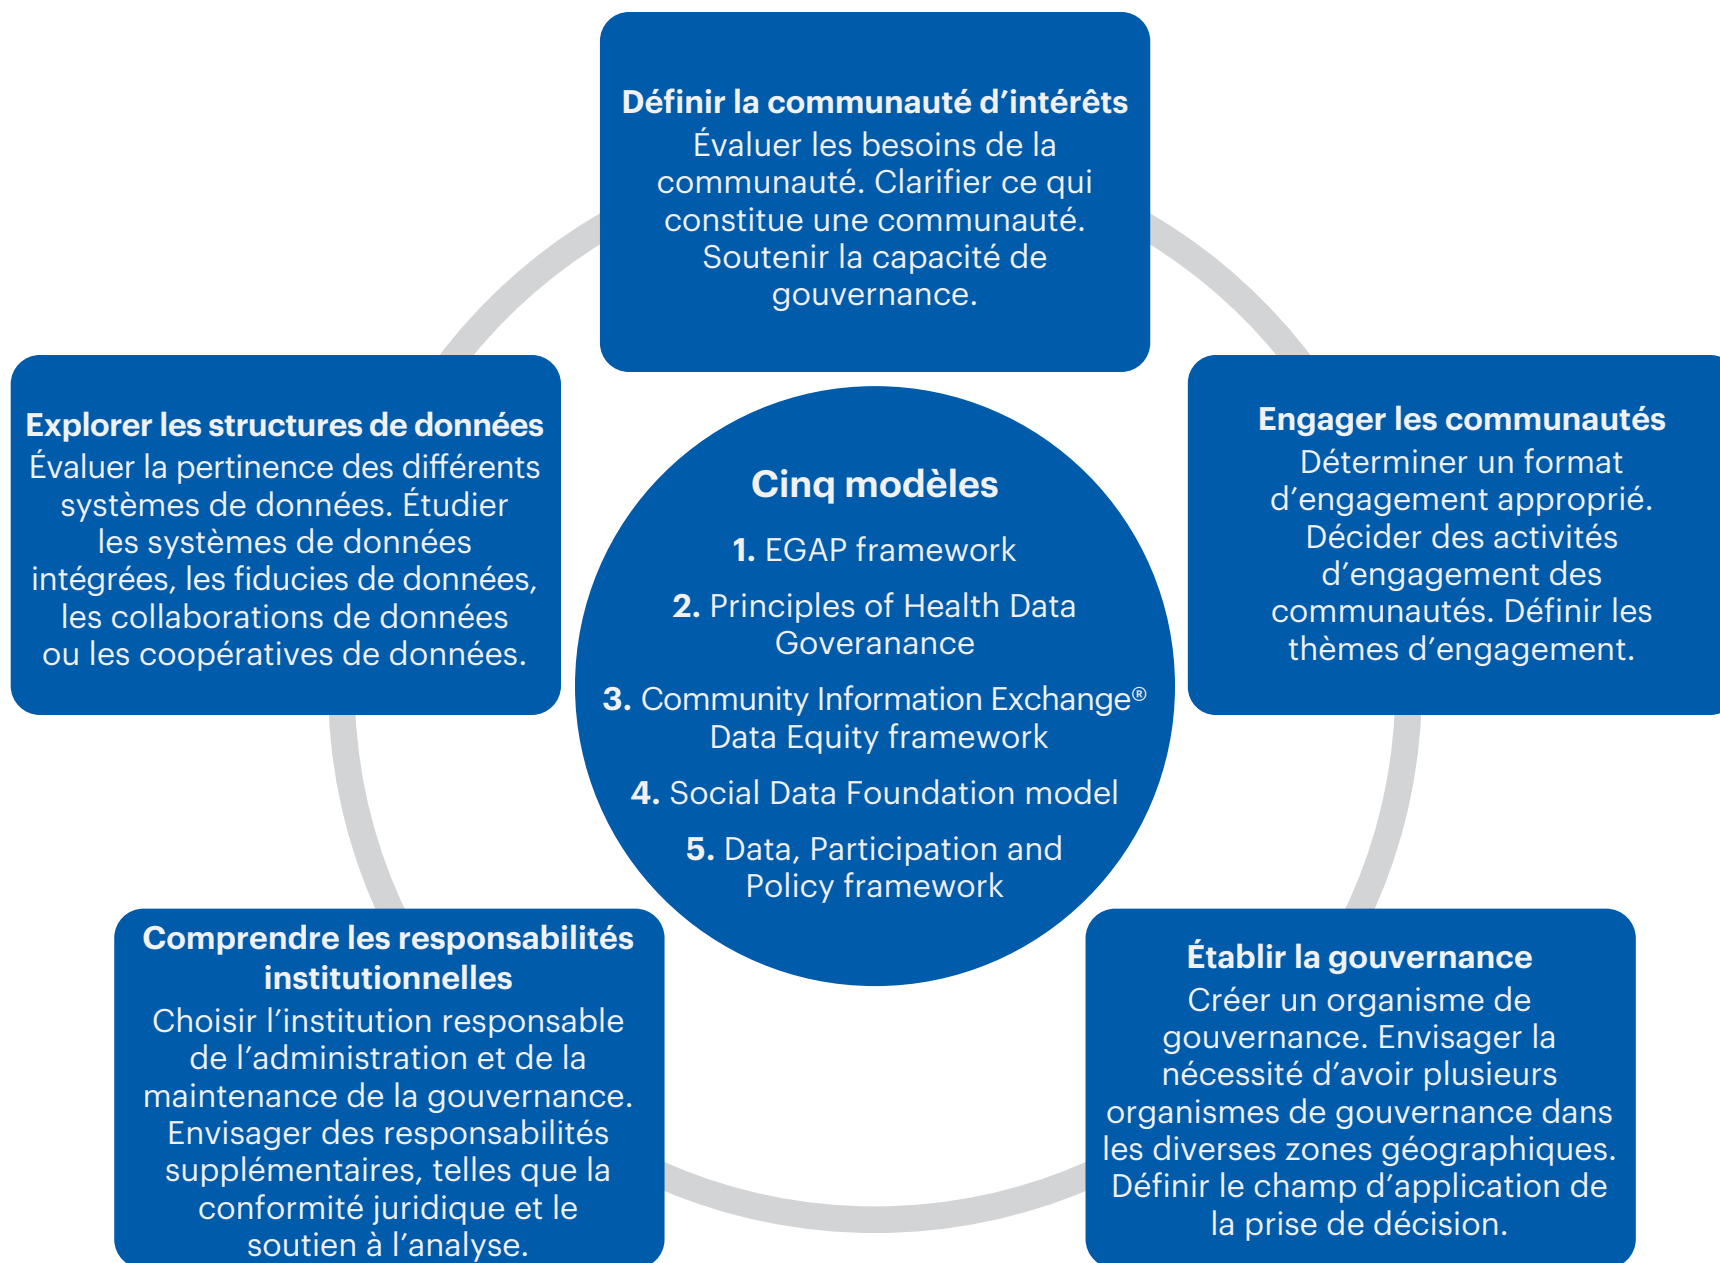 Définir la communauté d’intérêts
Évaluer les besoins de la
communauté. Clarifier ce qui
constitue une communauté.
Soutenir la capacité de
gouvernance.
Engager les communautés
Déterminer un format
d’engagement approprié.
Décider des activités
d’engagement des
communautés. Définir les
thèmes d’engagement.
Établir la gouvernance
Créer un organisme de
gouvernance. Envisager la
nécessité d’avoir plusieurs
organismes de gouvernance dans
les diverses zones géographiques.
Définir le champ d’application de
la prise de décision.
Comprendre les responsabilités
institutionnelles
Choisir l’institution responsable
de l’administration et de la
maintenance de la gouvernance.
Envisager des responsabilités
supplémentaires, telles que la
conformité juridique et le
soutien à l’analyse.
Explorer les structures de données
Évaluer la pertinence des différents
systèmes de données. Étudier
les systèmes de données
intégrées, les fiducies de données,
les collaborations de données
ou les coopératives de données.
Cinq modèles
1. EGAP framework
2. Principles of Health Data
Goveranance
3. Community Information Exchange®
Data Equity framework
4. Social Data Foundation model
5. Data, Participation and
Policy framework